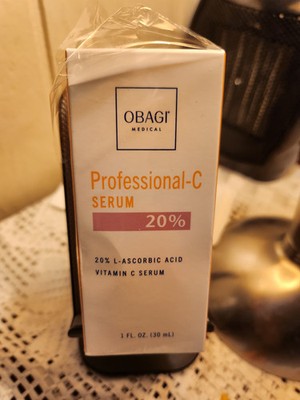 OBAGI
MEDICAL
Professional-C
SERUM
20%
20% L-ASCORBIC ACID
VITAMIN C SERUM
1 FL. OZ. (30 mL)